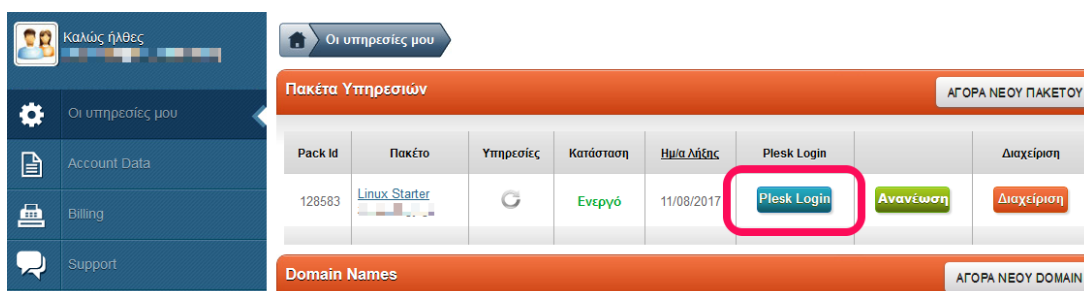 Καλώς ήλθες
Οι υπηρεσίες μου
Οι υπηρεσίες μου
Account Data
Billing
Support
Πακέτα Υπηρεσιών
ΑΓΟΡΑ ΝΕΟΥ ΠΑΚΕΤΟΥ
Pack Id Πακέτο Υπηρεσίες Κατάσταση Ημ/α Λήξης Plesk Login Διαχείριση
128583 Linux Starter Ενεργό 11/08/2017 Plesk Login Ανανέωση Διαχείριση
Domain Names
ΑΓΟΡΑ ΝΕΟΥ DOMAIN